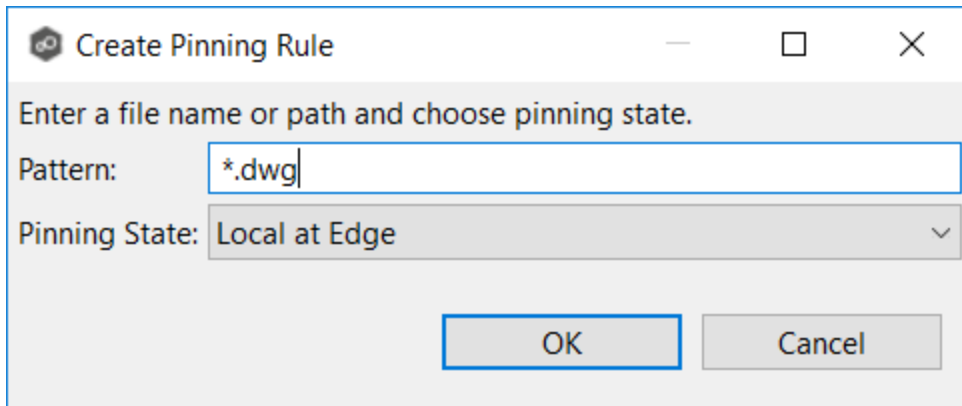 Create Pinning Rule
Enter a file name or path and choose pinning state.
Pattern: *.dwg
Pinning State: Local at Edge
OK Cancel